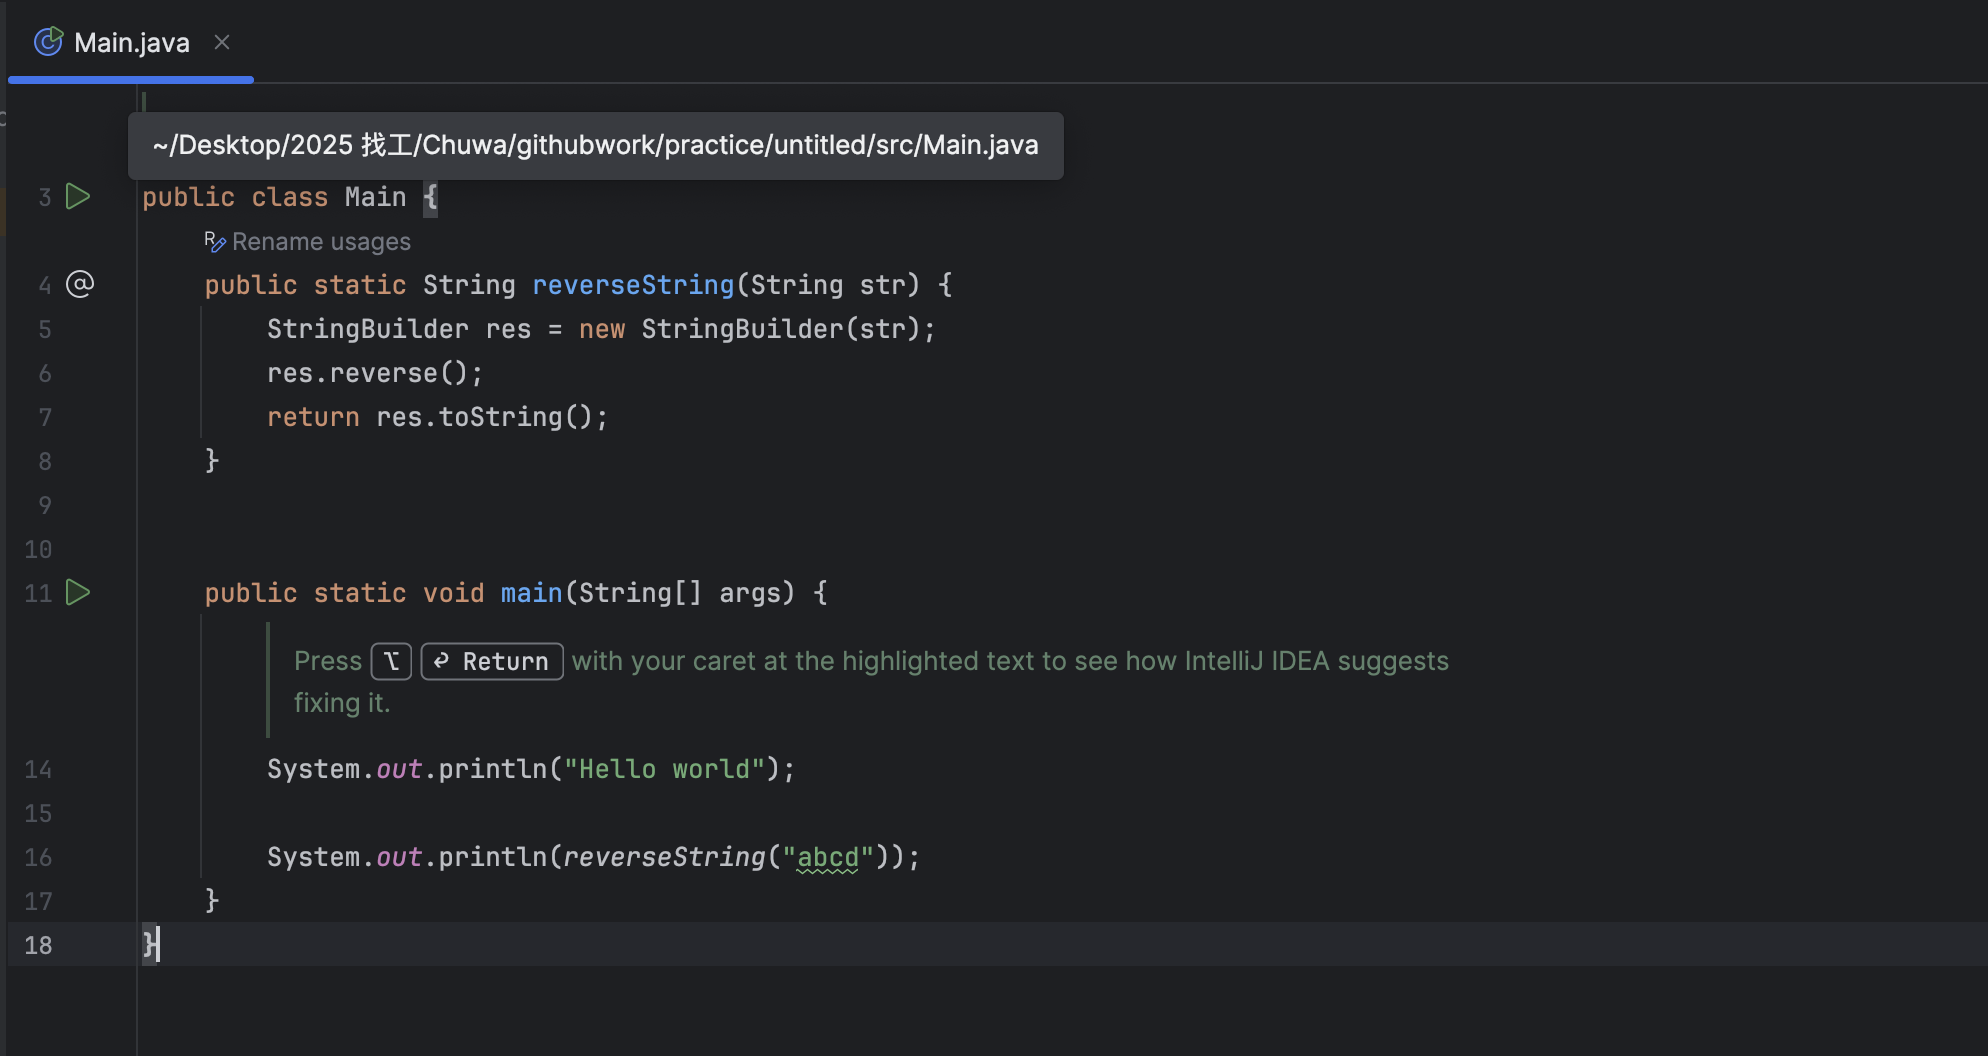 Main.java
~/Desktop/2025 找工/Chuwa/githubwork/practice/untitled/src/Main.java
3 public class Main {
Rename usages
4 @ public static String reverseString(String str) {
5 StringBuilder res = new StringBuilder(str);
6 res.reverse();
7 return res.toString();
8 }
9
10
11 public static void main(String[] args) {
Press ⌥ ↩ Return with your caret at the highlighted text to see how IntelliJ IDEA suggests
fixing it.
14 System.out.println("Hello world");
15
16 System.out.println(reverseString("abcd"));
17 }
18 }